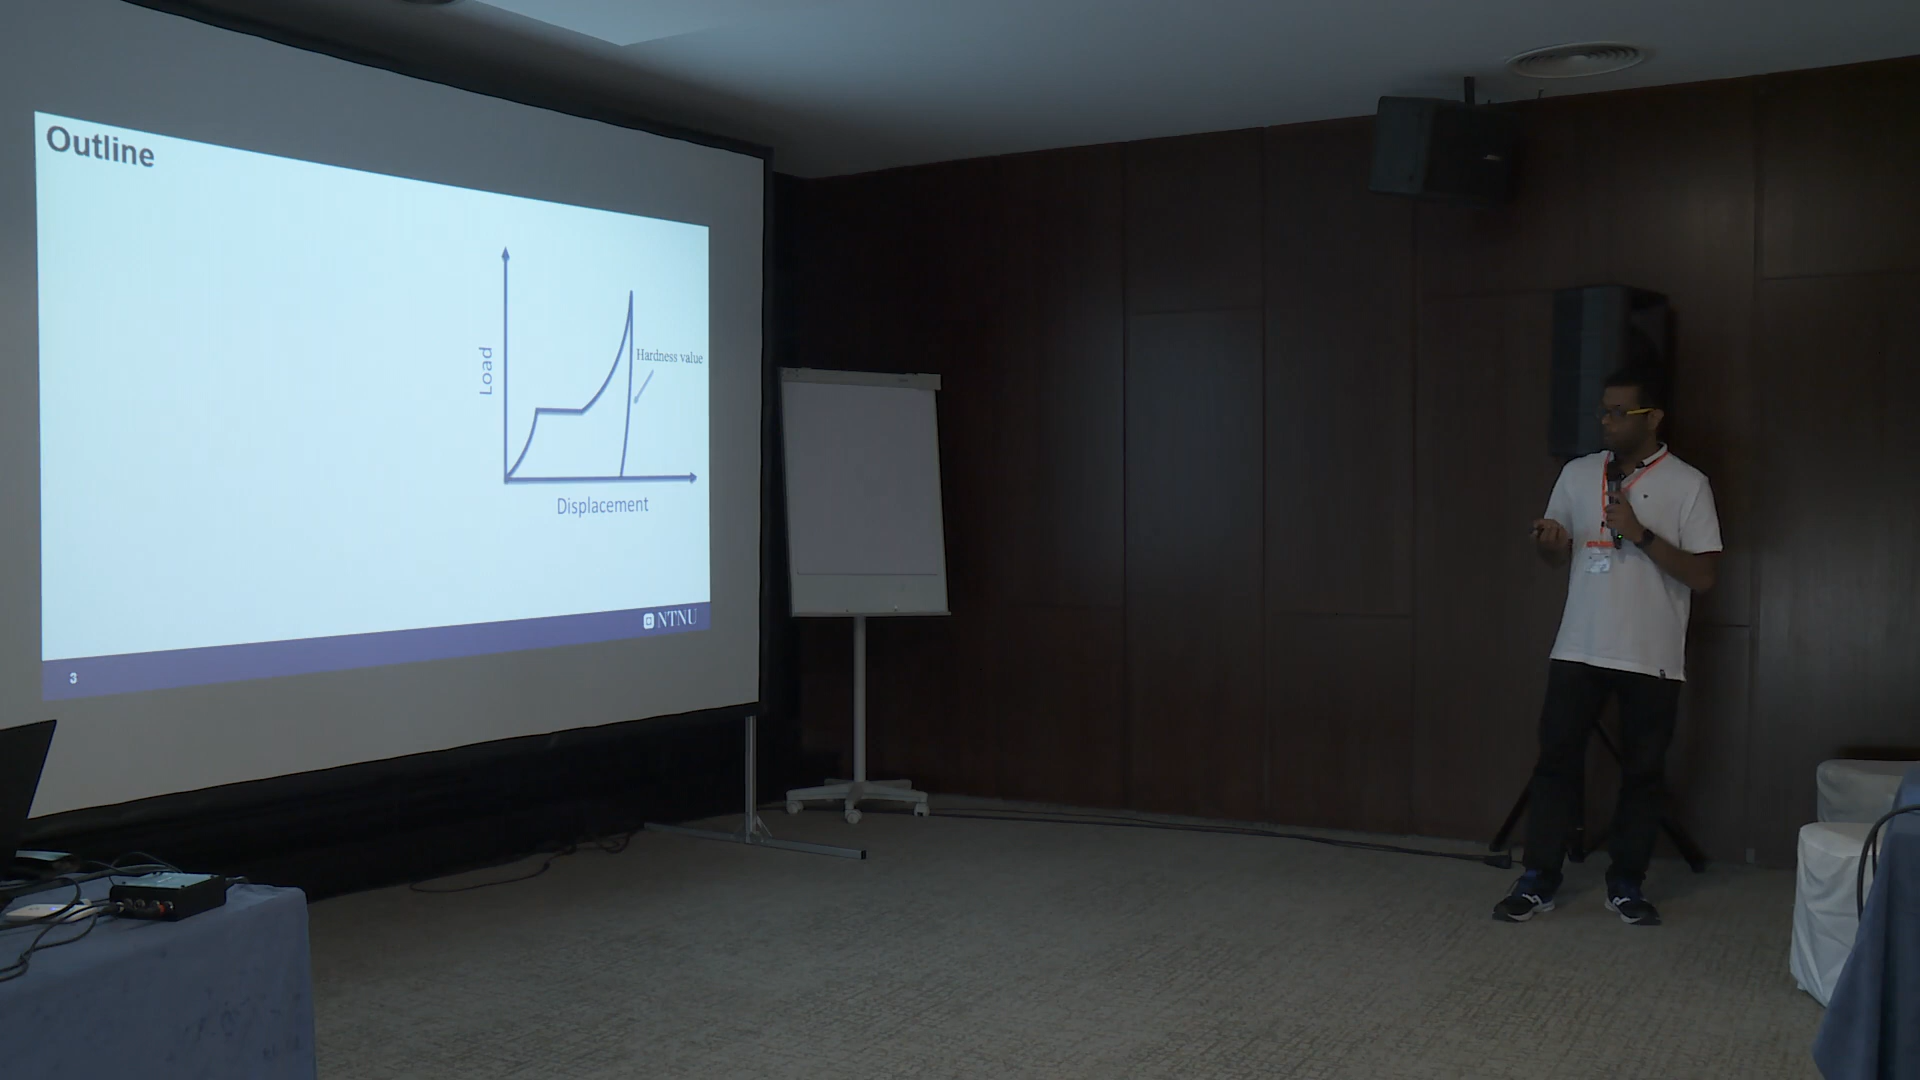 Outline
Load
Hardness value
Displacement
NTNU
3